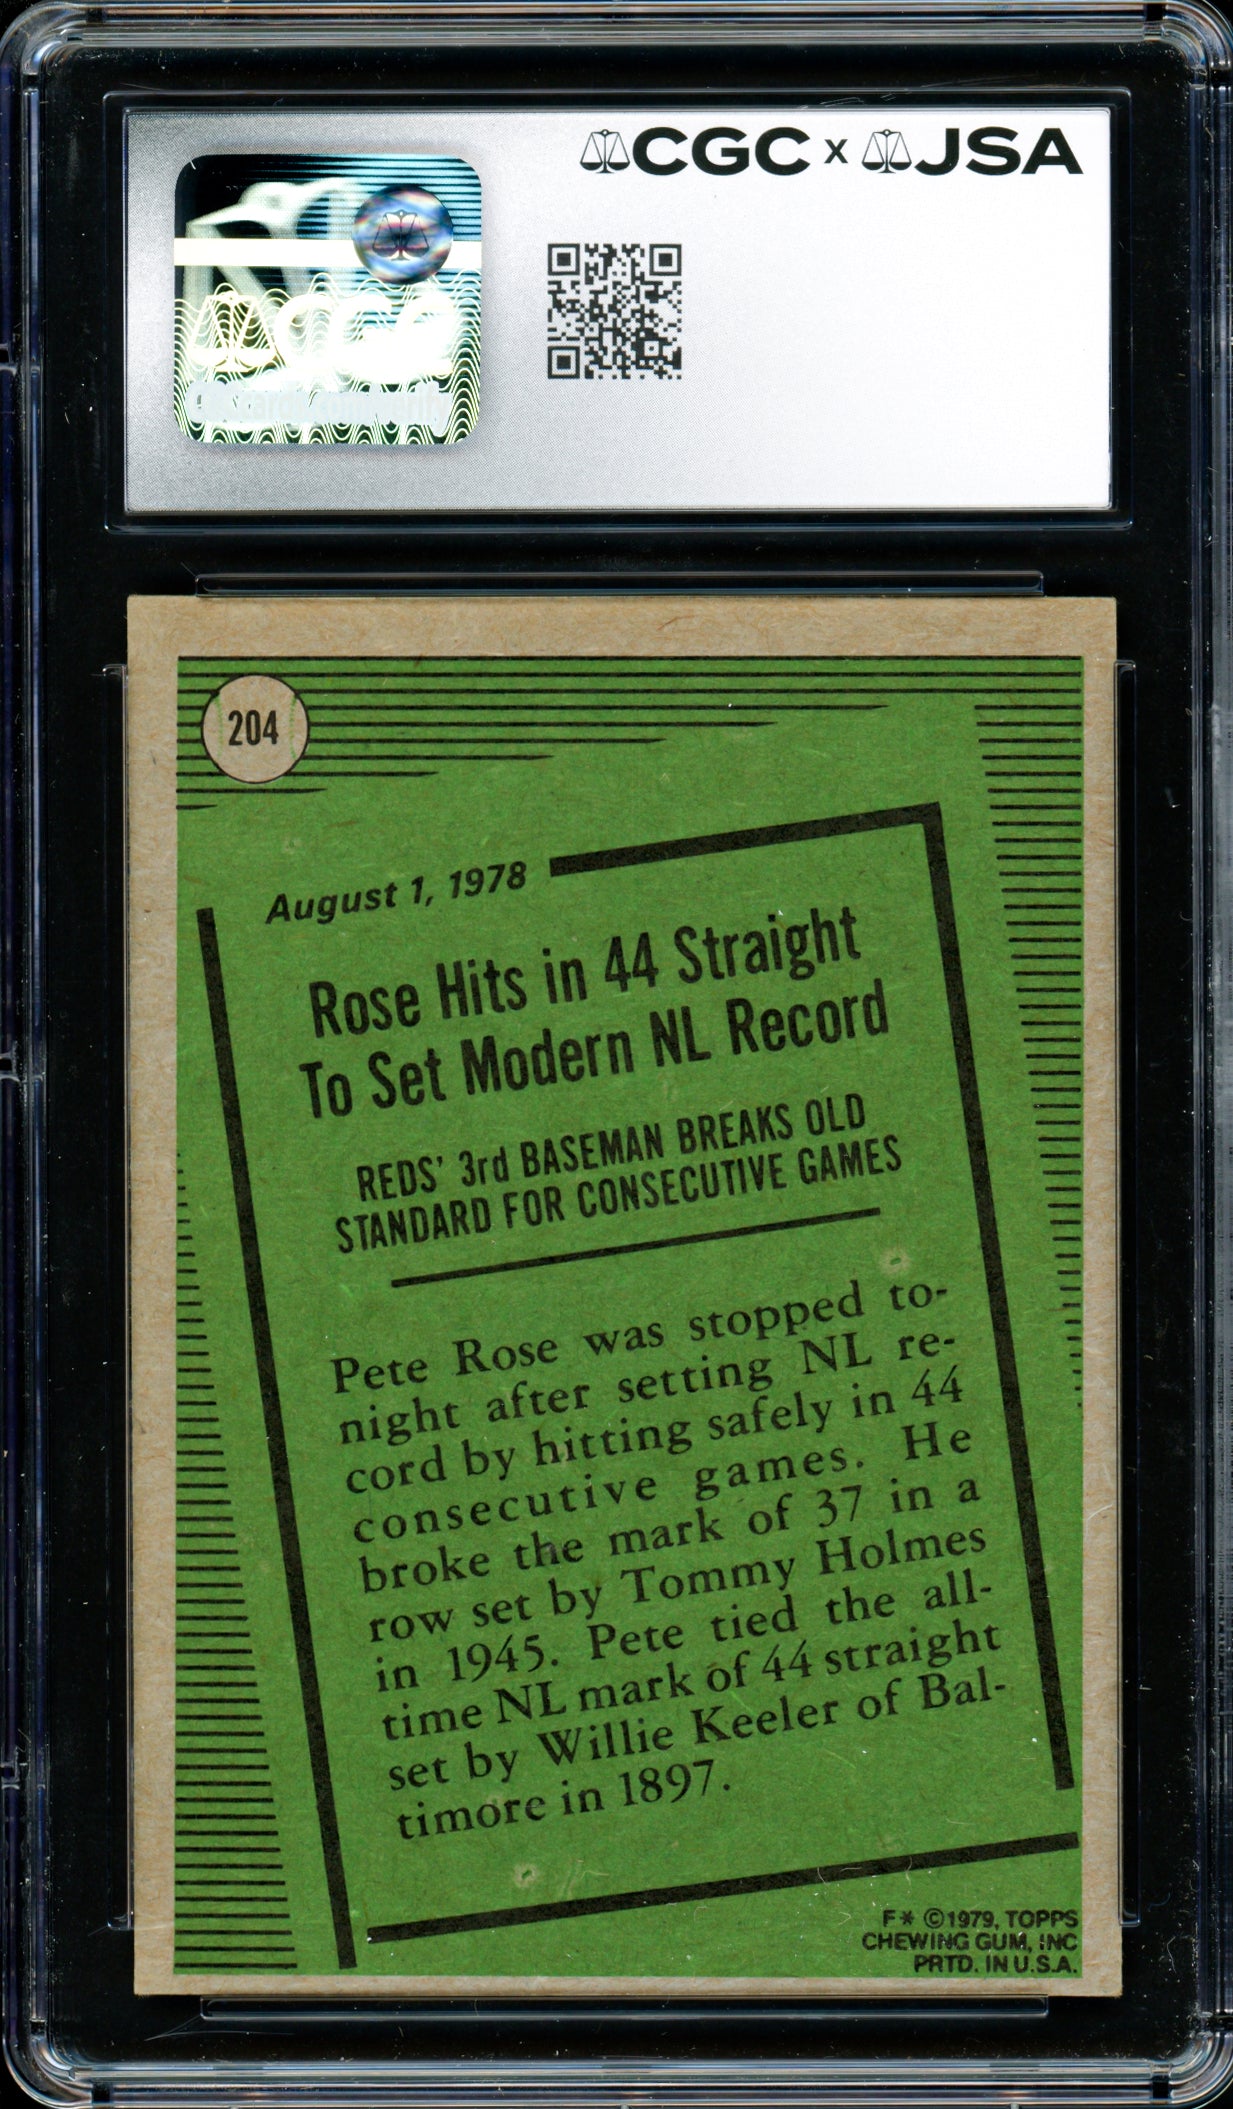 CGC x JSA
CGC
204
August 1, 1978
Rose Hits in 44 Straight
To Set Modern NL Record
REDS' 3rd BASEMAN BREAKS OLD
STANDARD FOR CONSECUTIVE GAMES
Pete Rose was stopped to-
night after setting NL re-
cord by hitting safely in 44
consecutive games. He
broke the mark of 37 in a
row set by Tommy Holmes
in 1945. Pete tied the all-
time NL mark of 44 straight
set by Willie Keeler of Bal-
timore in 1897.
F* ©1979, TOPPS
CHEWING GUM, INC
PRTD. IN U.S.A.